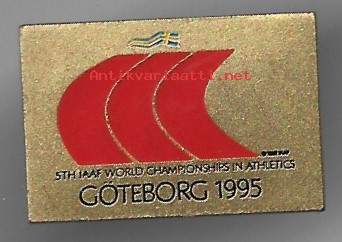 Antikvariaatti.net
5TH IAAF WORLD CHAMPIONSHIPS IN ATHLETICS
GÖTEBORG 1995